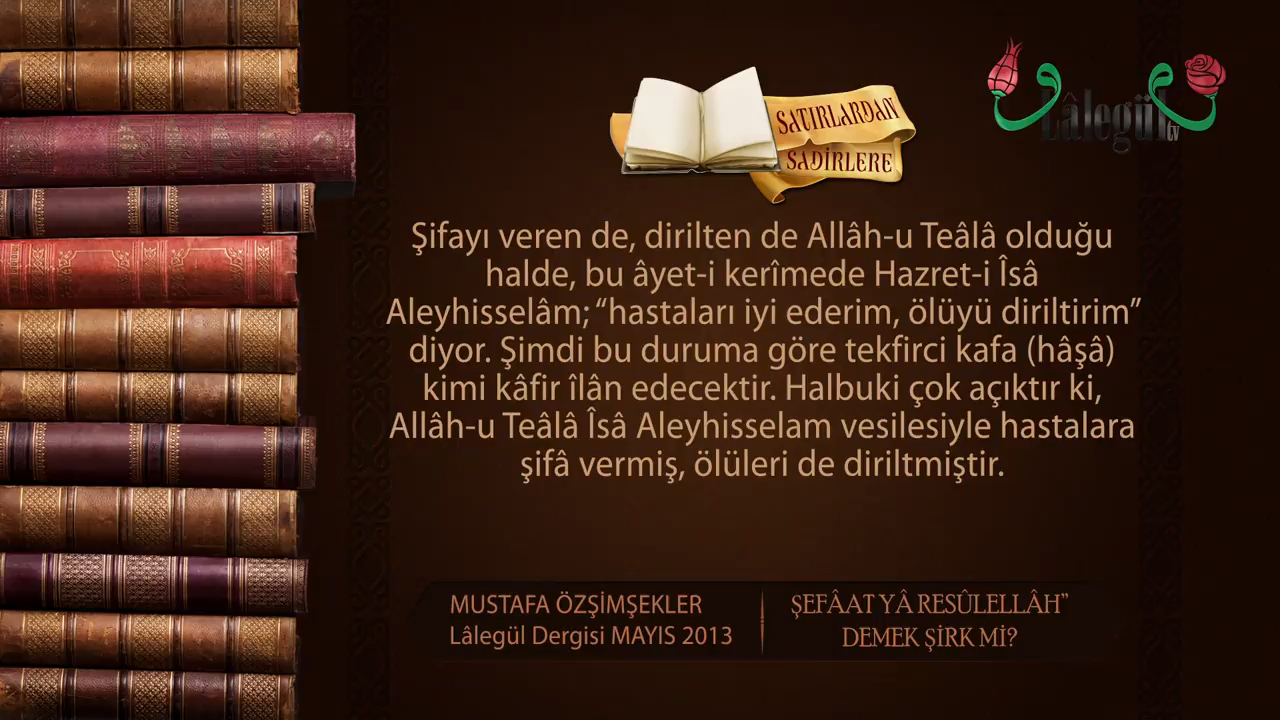 SATIRLARDAN
SADIRLERE
Lâlegül tv
Şifayı veren de, dirilten de Allâh-u Teâlâ olduğu
halde, bu âyet-i kerîmede Hazret-i Îsâ
Aleyhisselâm; “hastaları iyi ederim, ölüyü diriltirim”
diyor. Şimdi bu duruma göre tekfirci kafa (hâşâ)
kimi kâfir îlân edecektir. Halbuki çok açıktır ki,
Allâh-u Teâlâ Îsâ Aleyhisselam vesilesiyle hastalara
şifâ vermiş, ölüleri de diriltmiştir.
MUSTAFA ÖZŞİMŞEKLER
Lâlegül Dergisi MAYIS 2013
ŞEFÂAT YÂ RESÛLELLÂH”
DEMEK ŞİRK Mİ?